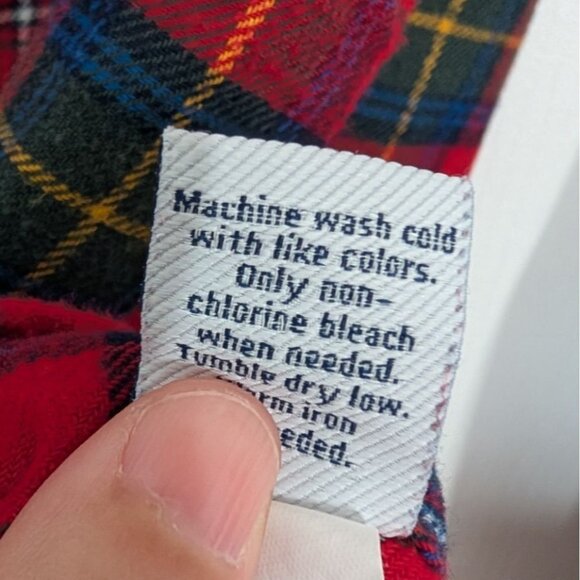 Machine wash cold
with like colors.
Only non-
chlorine bleach
when needed.
Tumble dry low.
iron